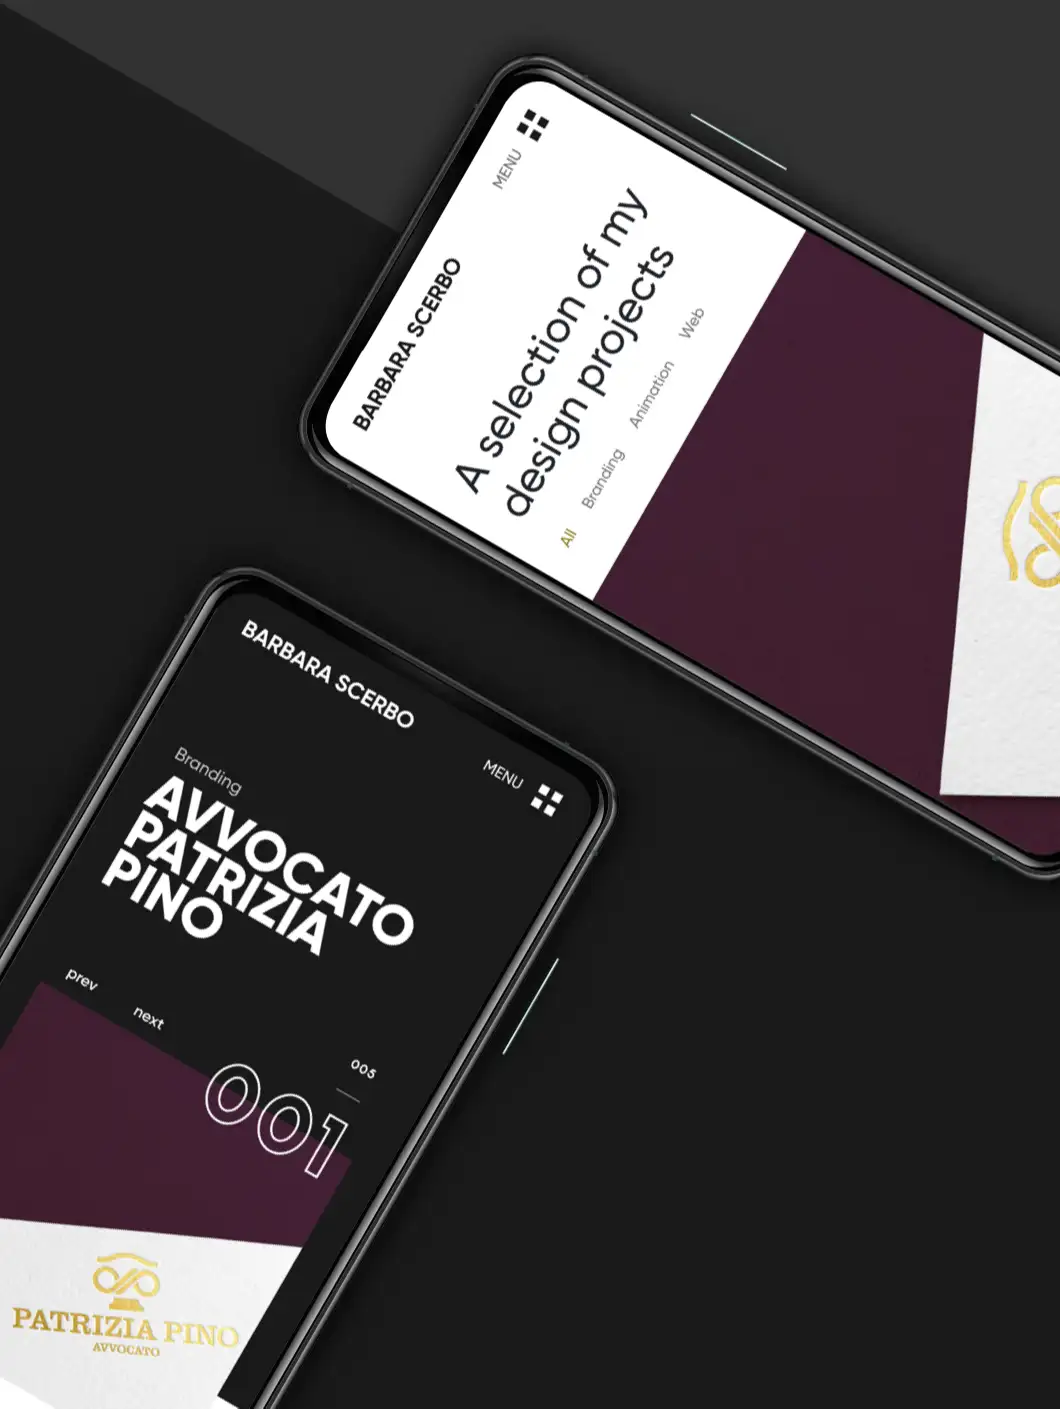 MENU
BARBARA SCERBO
A selection of my
design projects
All Branding Animation Web
BARBARA SCERBO
MENU
Branding
AVVOCATO
PATRIZIA
PINO
prev
next
005
001
PATRIZIA PINO
AVVOCATO